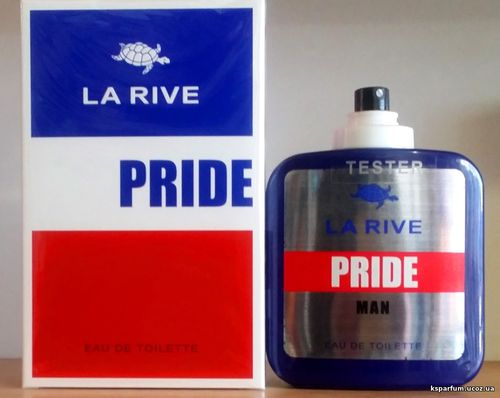 LA RIVE
PRIDE
EAU DE TOILETTE
TESTER
LA RIVE
PRIDE
MAN
EAU DE TOILETTE
ksparfum.ucoz.ua